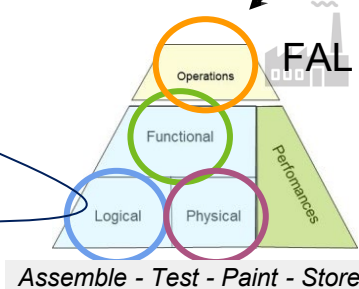 FAL
Operations
Functional
Perfomances
Logical
Physical
Assemble - Test - Paint - Store